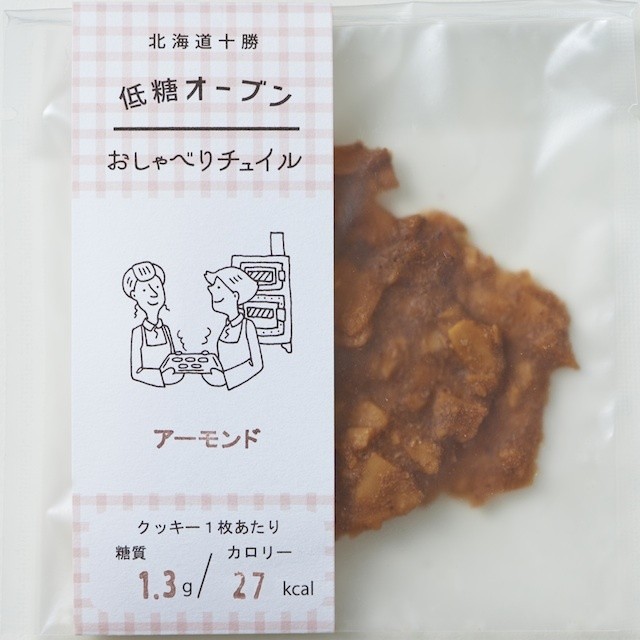 北海道十勝
低糖オーブン
おしゃべりチュイル
アーモンド
クッキー1枚あたり
糖質 カロリー
1.3g/27kcal